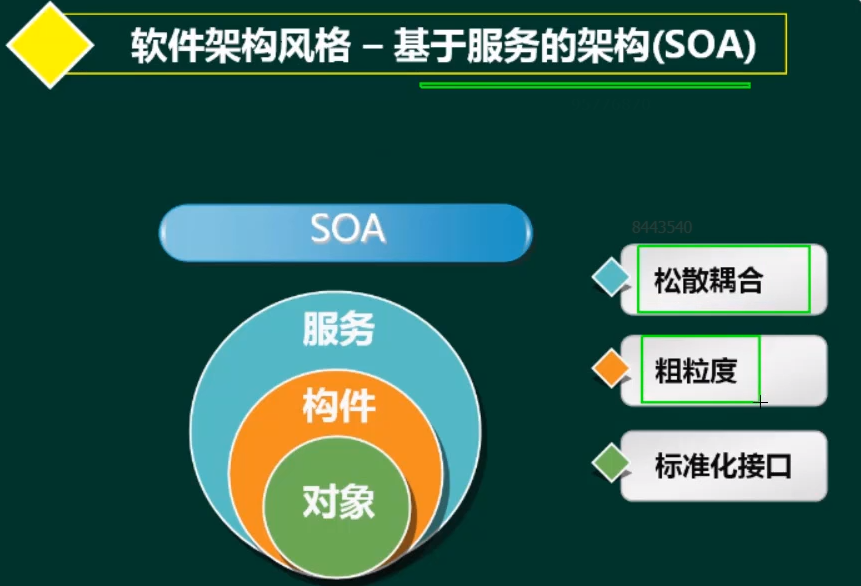 软件架构风格 – 基于服务的架构(SOA)
SOA
服务
构件
对象
8443540
松散耦合
粗粒度
标准化接口